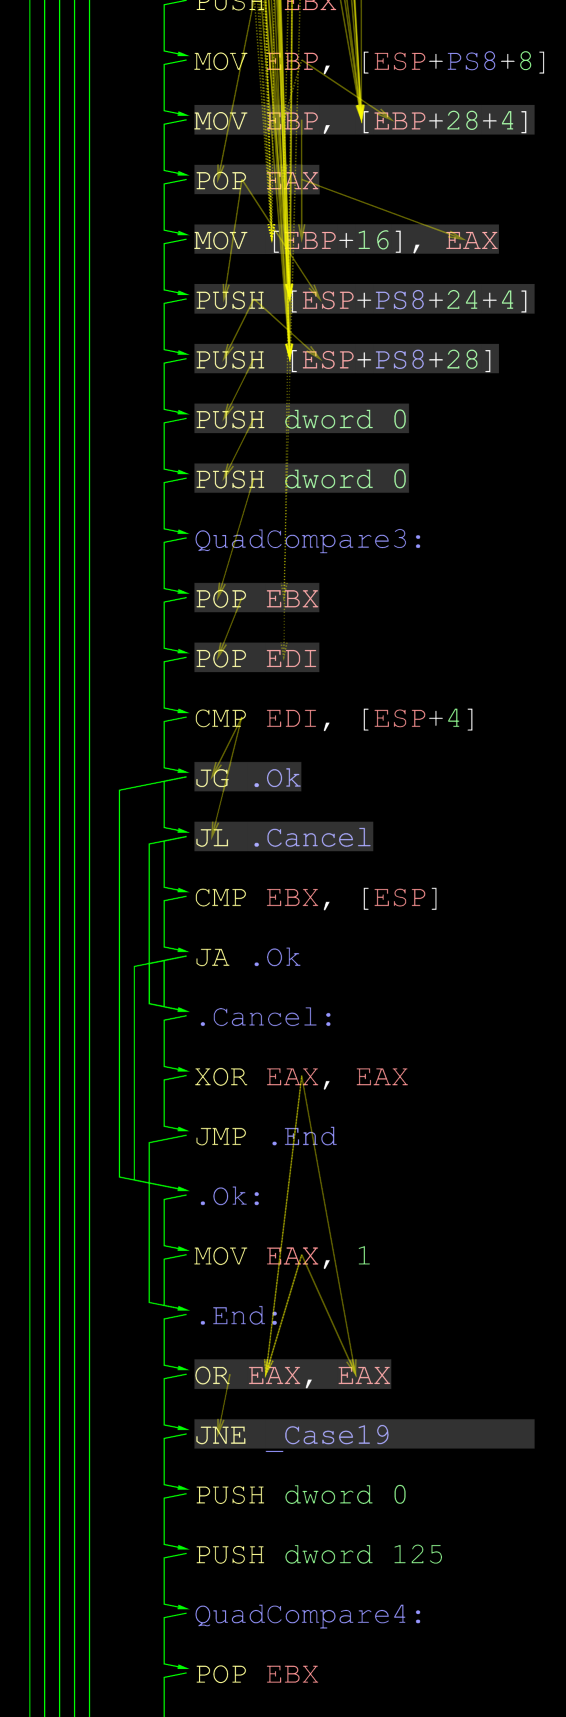 PUSH EBX
MOV EBP, [ESP+PS8+8]
MOV EBP, [EBP+28+4]
POP EAX
MOV [EBP+16], EAX
PUSH [ESP+PS8+24+4]
PUSH [ESP+PS8+28]
PUSH dword 0
PUSH dword 0
QuadCompare3:
POP EBX
POP EDI
CMP EDI, [ESP+4]
JG .Ok
JL .Cancel
CMP EBX, [ESP]
JA .Ok
.Cancel:
XOR EAX, EAX
JMP .End
.Ok:
MOV EAX, 1
.End:
OR EAX, EAX
JNE _Case19
PUSH dword 0
PUSH dword 125
QuadCompare4:
POP EBX